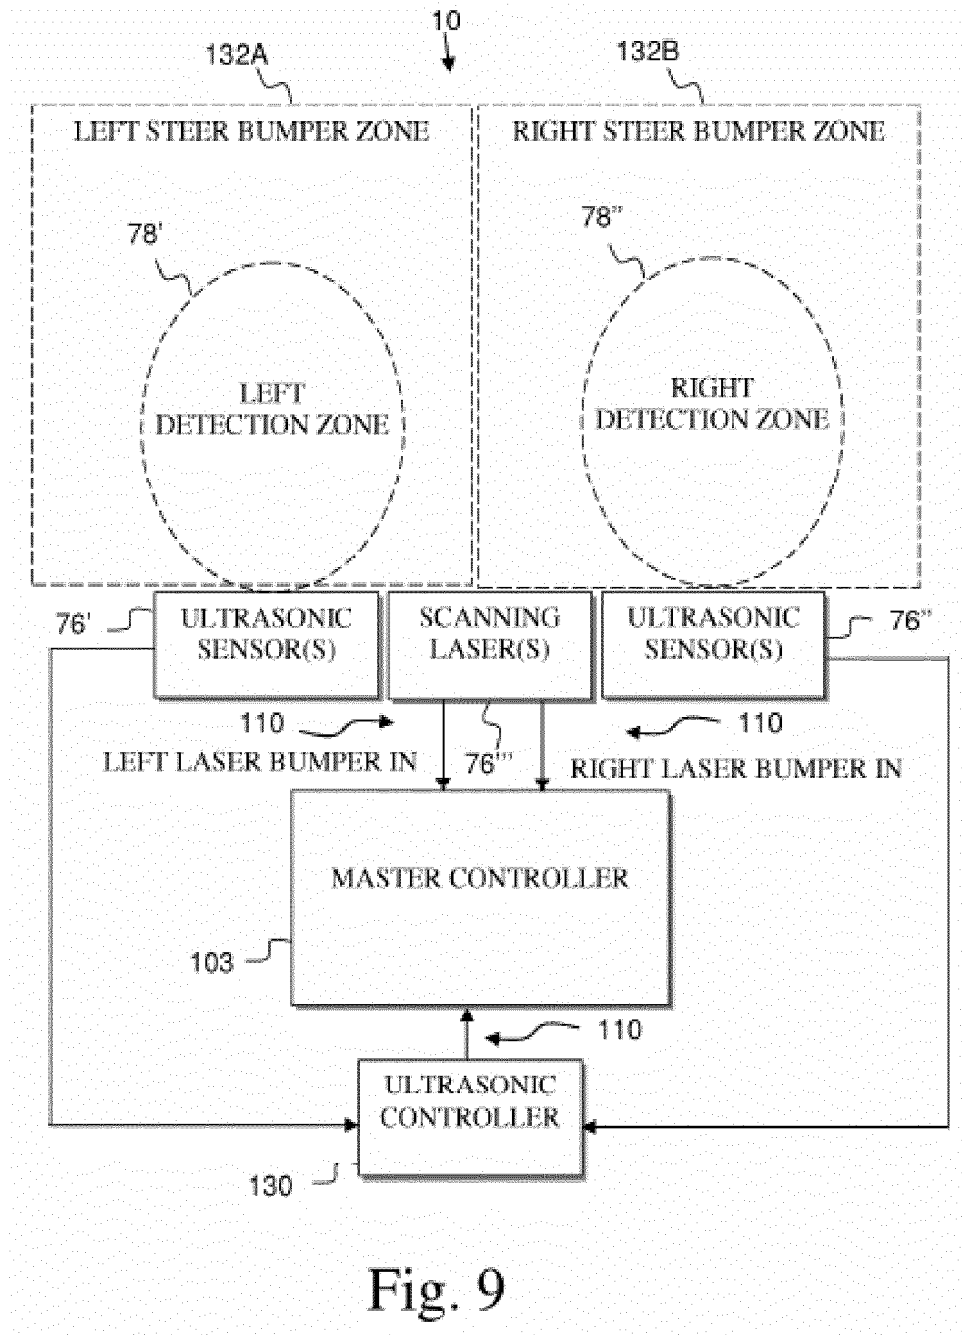 10
132A
132B
LEFT STEER BUMPER ZONE
RIGHT STEER BUMPER ZONE
78'
78"
LEFT
DETECTION ZONE
RIGHT
DETECTION ZONE
76'
ULTRASONIC
SENSOR(S)
SCANNING
LASER(S)
ULTRASONIC
SENSOR(S)
76"
110
110
LEFT LASER BUMPER IN
76'''
RIGHT LASER BUMPER IN
MASTER CONTROLLER
103
110
ULTRASONIC
CONTROLLER
130
Fig. 9